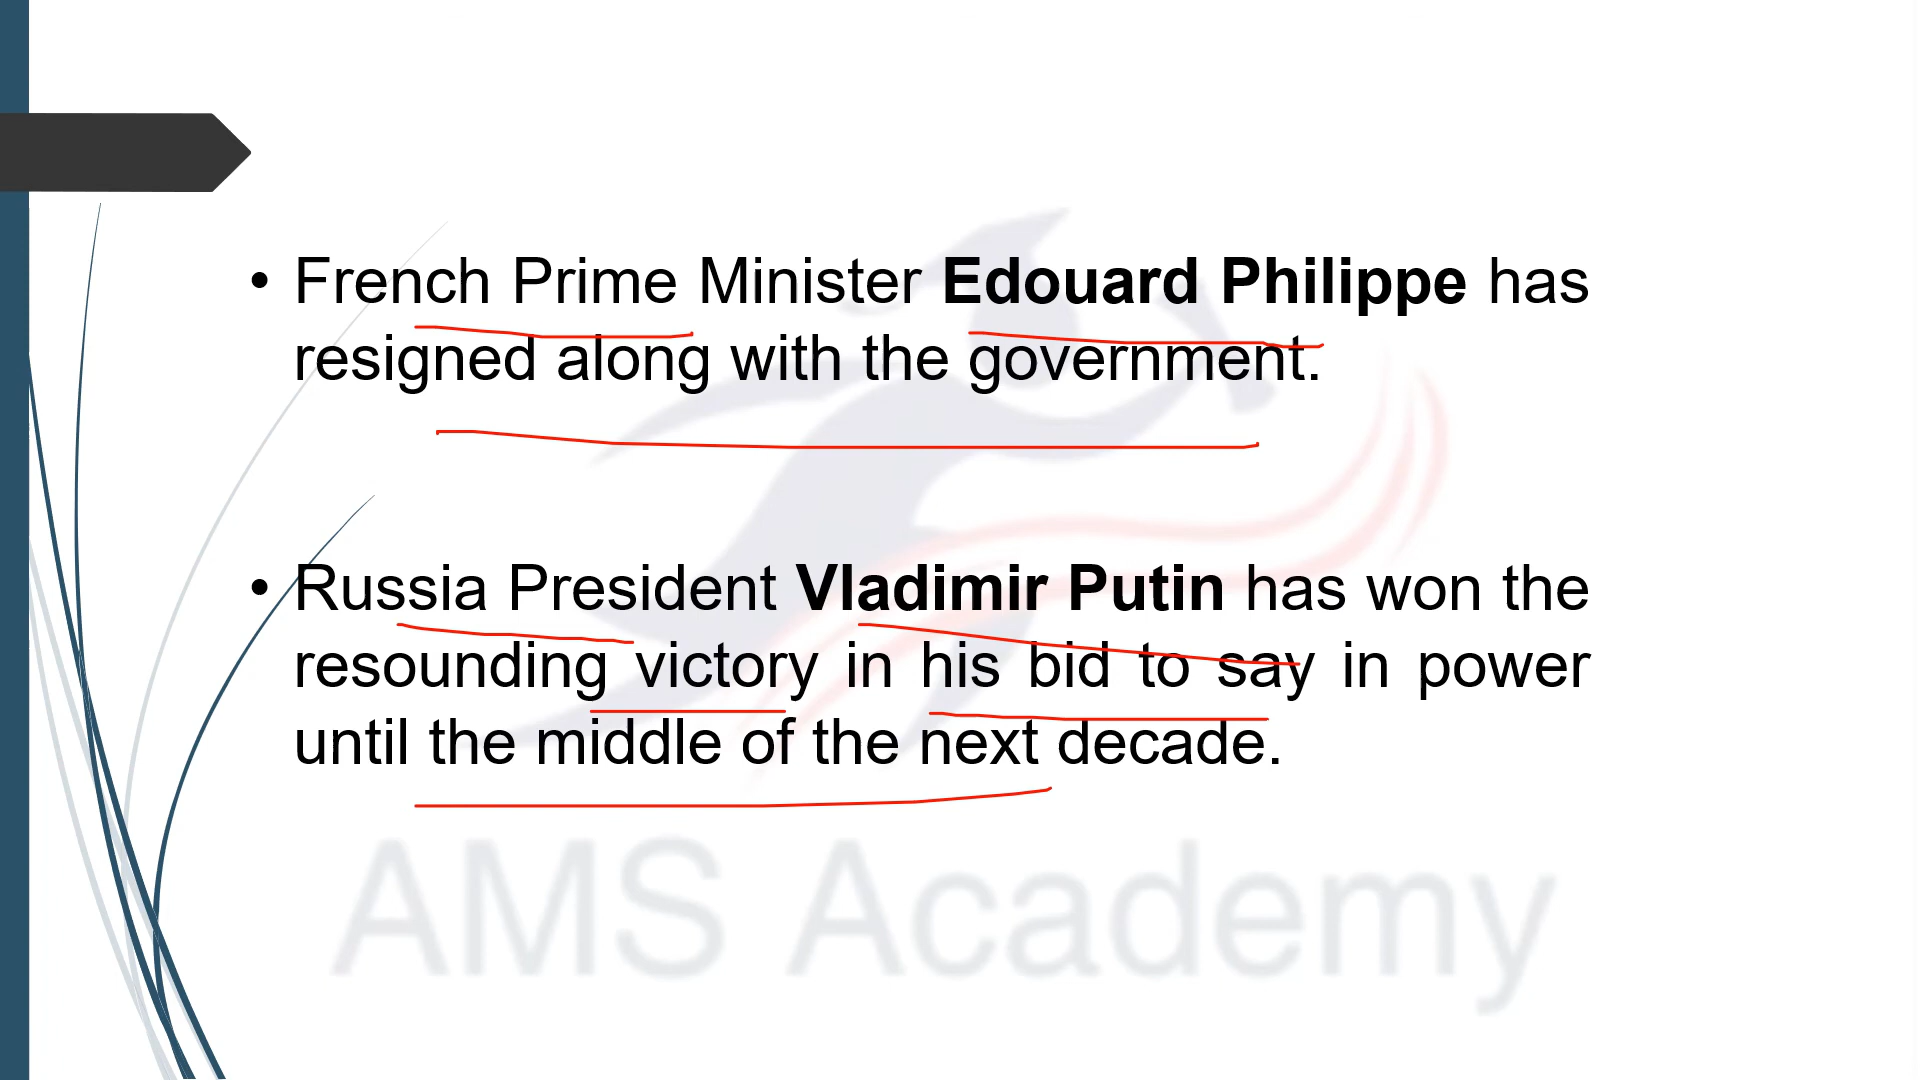 • French Prime Minister Edouard Philippe has
resigned along with the government.
• Russia President Vladimir Putin has won the
resounding victory in his bid to say in power
until the middle of the next decade.
AMS Academy